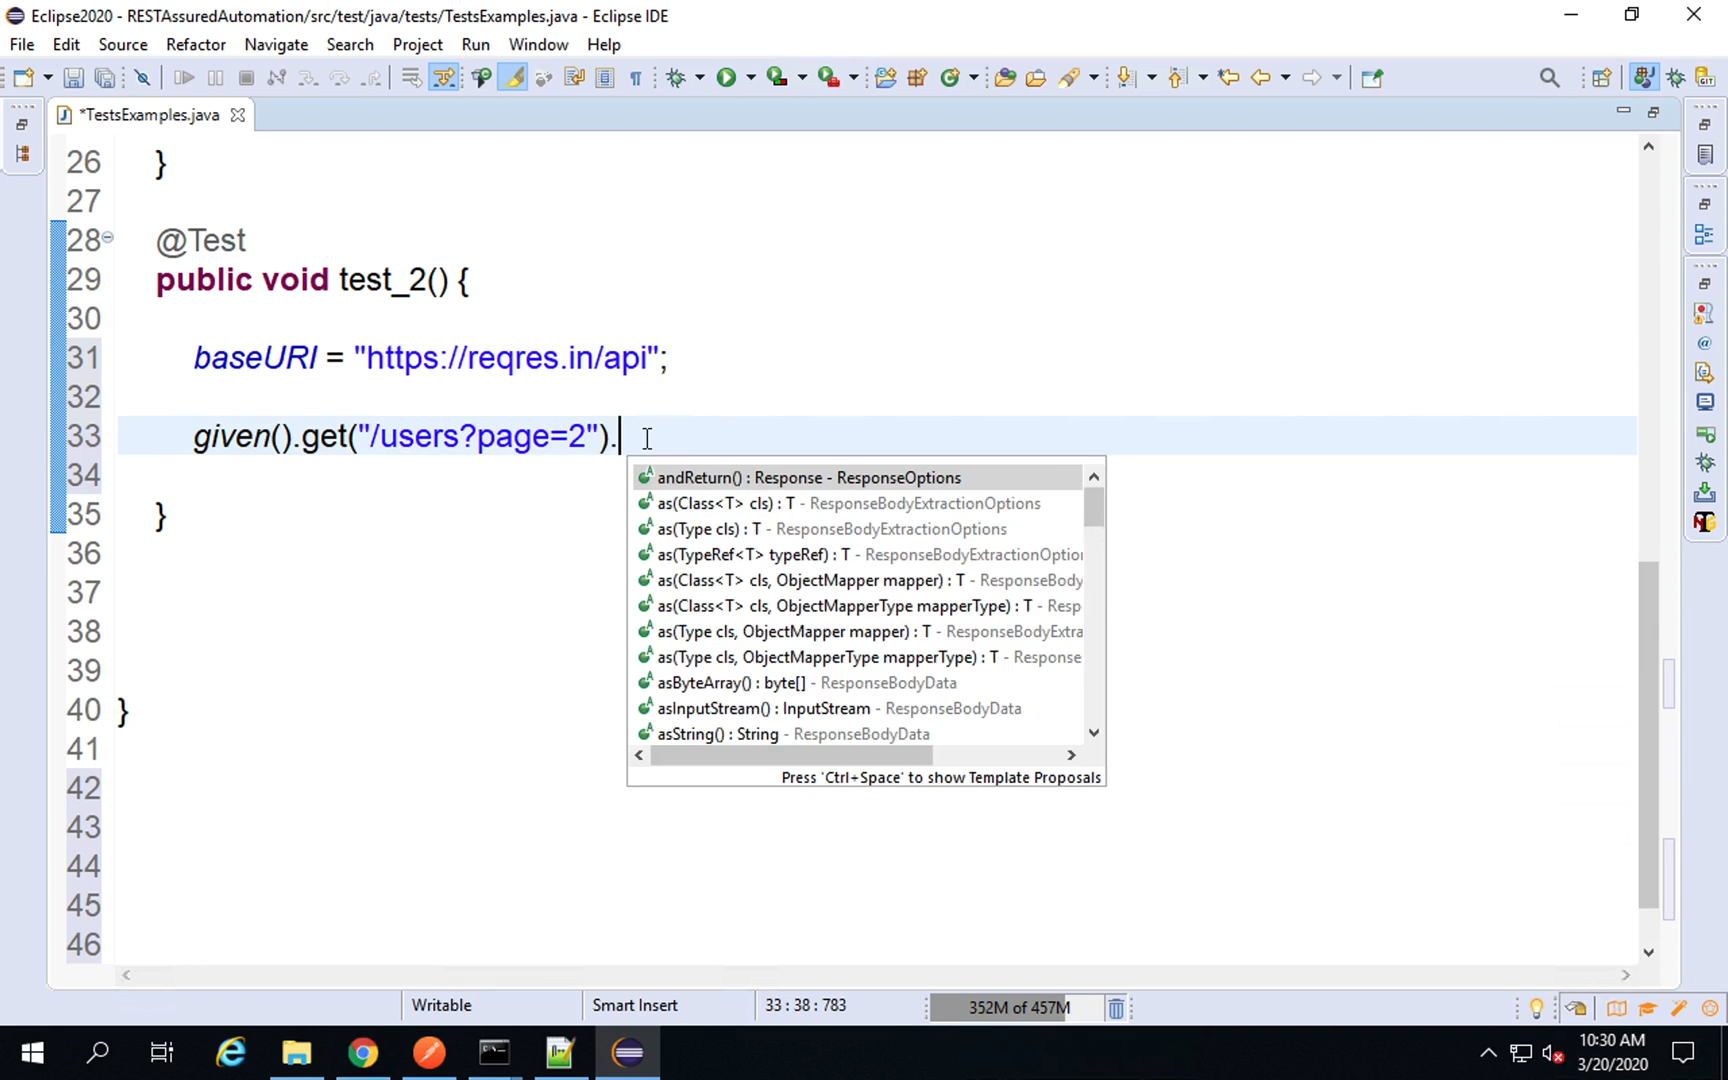 Eclipse2020 - RESTAssuredAutomation/src/test/java/tests/TestsExamples.java - Eclipse IDE
File Edit Source Refactor Navigate Search Project Run Window Help
*TestsExamples.java
26 }
27
28 @Test
29 public void test_2() {
30
31 baseURI = "https://reqres.in/api";
32
33 given().get("/users?page=2").
34
35 }
36
37
38
39
40 }
41
42
43
44
45
46
andReturn() : Response - ResponseOptions
as(Class<T> cls) : T - ResponseBodyExtractionOptions
as(Type cls) : T - ResponseBodyExtractionOptions
as(TypeRef<T> typeRef) : T - ResponseBodyExtractionOption
as(Class<T> cls, ObjectMapper mapper) : T - ResponseBody
as(Class<T> cls, ObjectMapperType mapperType) : T - Resp
as(Type cls, ObjectMapper mapper) : T - ResponseBodyExtra
as(Type cls, ObjectMapperType mapperType) : T - Response
asByteArray() : byte[] - ResponseBodyData
asInputStream() : InputStream - ResponseBodyData
asString() : String - ResponseBodyData
Press 'Ctrl+Space' to show Template Proposals
Writable Smart Insert 33 : 38 : 783 352M of 457M
10:30 AM
3/20/2020